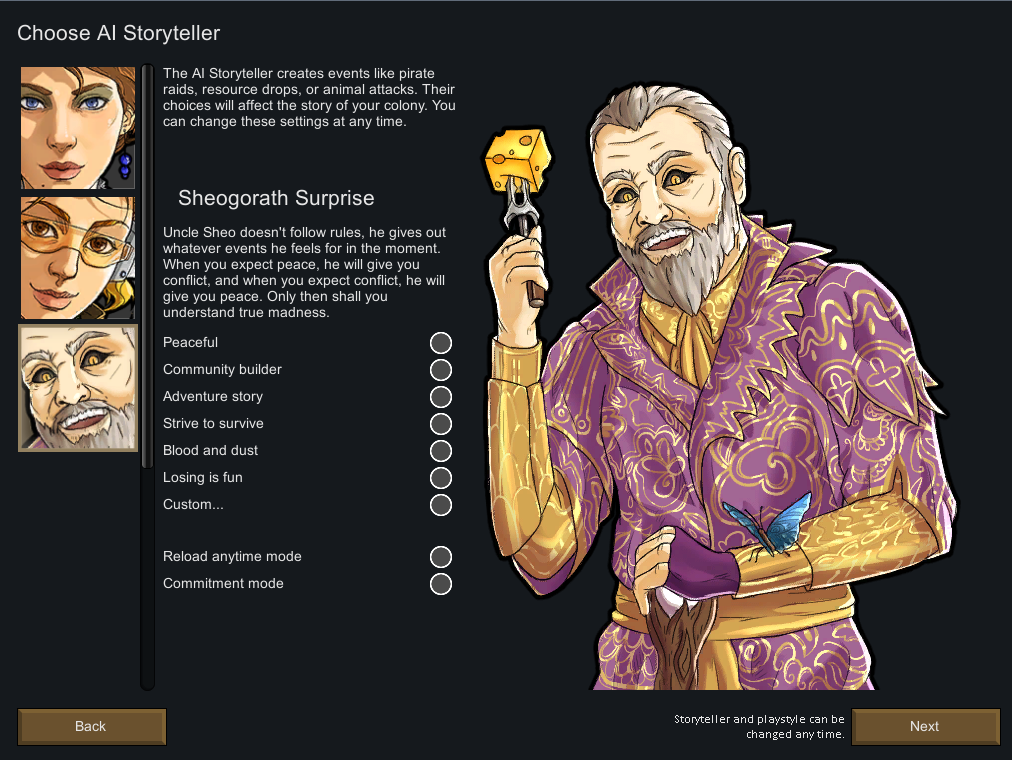 Choose AI Storyteller
The AI Storyteller creates events like pirate
raids, resource drops, or animal attacks. Their
choices will affect the story of your colony. You
can change these settings at any time.
Sheogorath Surprise
Uncle Sheo doesn't follow rules, he gives out
whatever events he feels for in the moment.
When you expect peace, he will give you
conflict, and when you expect conflict, he will
give you peace. Only then shall you
understand true madness.
Peaceful
Community builder
Adventure story
Strive to survive
Blood and dust
Losing is fun
Custom...
Reload anytime mode
Commitment mode
Back
Storyteller and playstyle can be
changed any time.
Next